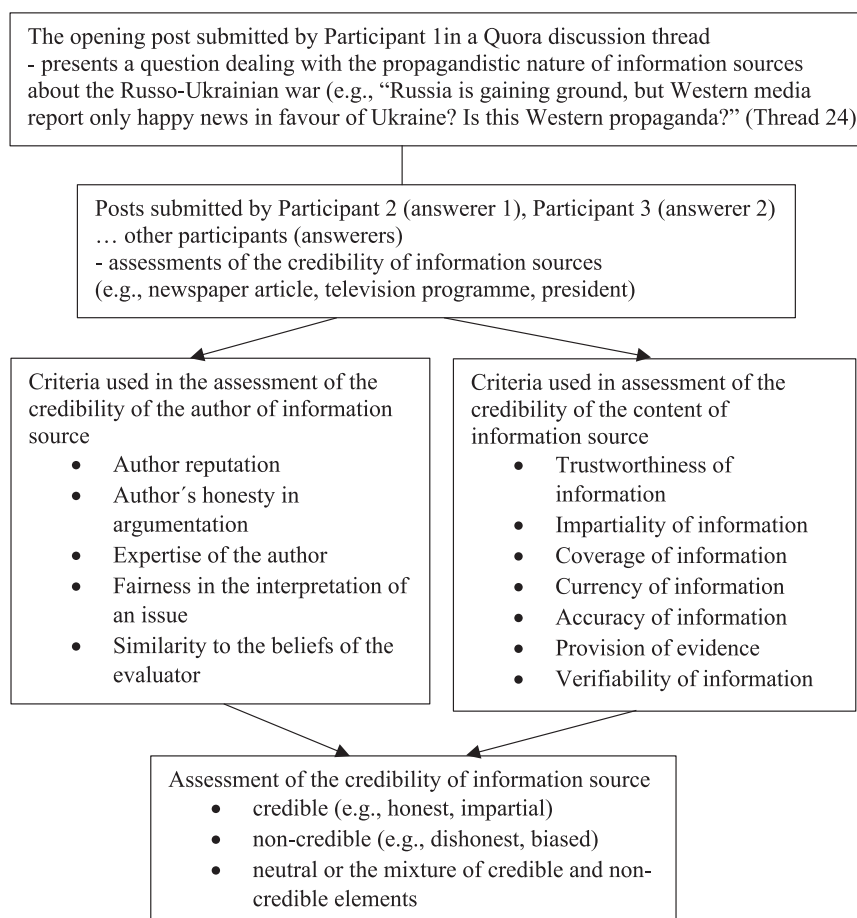 The opening post submitted by Participant 1in a Quora discussion thread
- presents a question dealing with the propagandistic nature of information sources
about the Russo-Ukrainian war (e.g., “Russia is gaining ground, but Western media
report only happy news in favour of Ukraine? Is this Western propaganda?” (Thread 24)
Posts submitted by Participant 2 (answerer 1), Participant 3 (answerer 2)
… other participants (answerers)
- assessments of the credibility of information sources
(e.g., newspaper article, television programme, president)
Criteria used in the assessment of the
credibility of the author of information
source
• Author reputation
• Author´s honesty in
argumentation
• Expertise of the author
• Fairness in the interpretation of
an issue
• Similarity to the beliefs of the
evaluator
Criteria used in assessment of the
credibility of the content of
information source
• Trustworthiness of
information
• Impartiality of information
• Coverage of information
• Currency of information
• Accuracy of information
• Provision of evidence
• Verifiability of information
Assessment of the credibility of information source
• credible (e.g., honest, impartial)
• non-credible (e.g., dishonest, biased)
• neutral or the mixture of credible and non-
credible elements